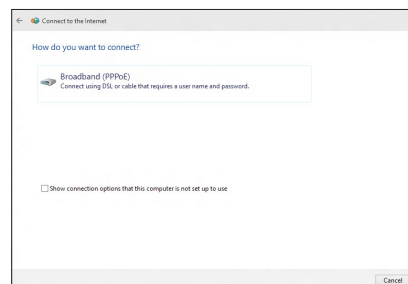 Connect to the Internet
How do you want to connect?
Broadband (PPPoE)
Connect using DSL or cable that requires a user name and password.
Show connection options that this computer is not set up to use
Cancel